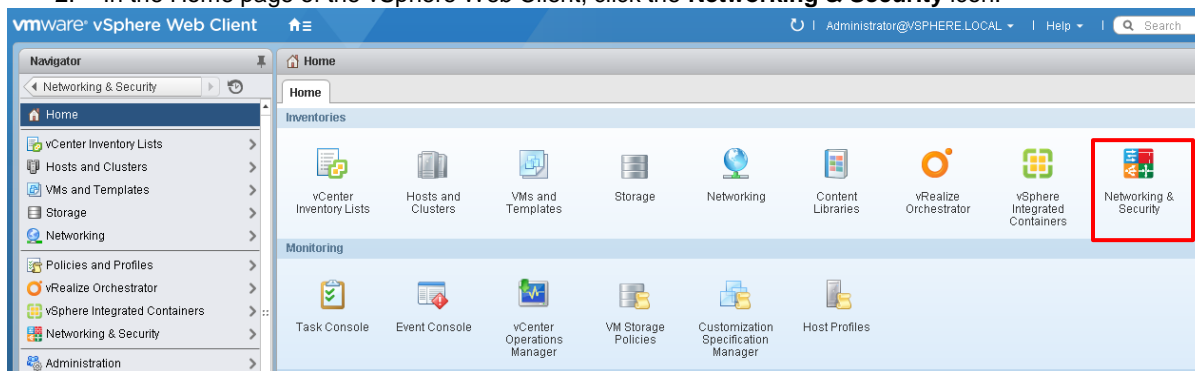 2. In the Home page of the vSphere Web Client, click the Networking & Security icon.
vmware® vSphere Web Client
Administrator@VSPHERE.LOCAL
Help
Search
Navigator
Home
Networking & Security
Home
Home
Inventories
vCenter Inventory Lists
Hosts and Clusters
VMs and Templates
Storage
Networking
Policies and Profiles
vRealize Orchestrator
vSphere Integrated Containers
Networking & Security
Administration
vCenter
Inventory Lists
Hosts and
Clusters
VMs and
Templates
Storage
Networking
Content
Libraries
vRealize
Orchestrator
vSphere
Integrated
Containers
Networking &
Security
Monitoring
Task Console
Event Console
vCenter
Operations
Manager
VM Storage
Policies
Customization
Specification
Manager
Host Profiles